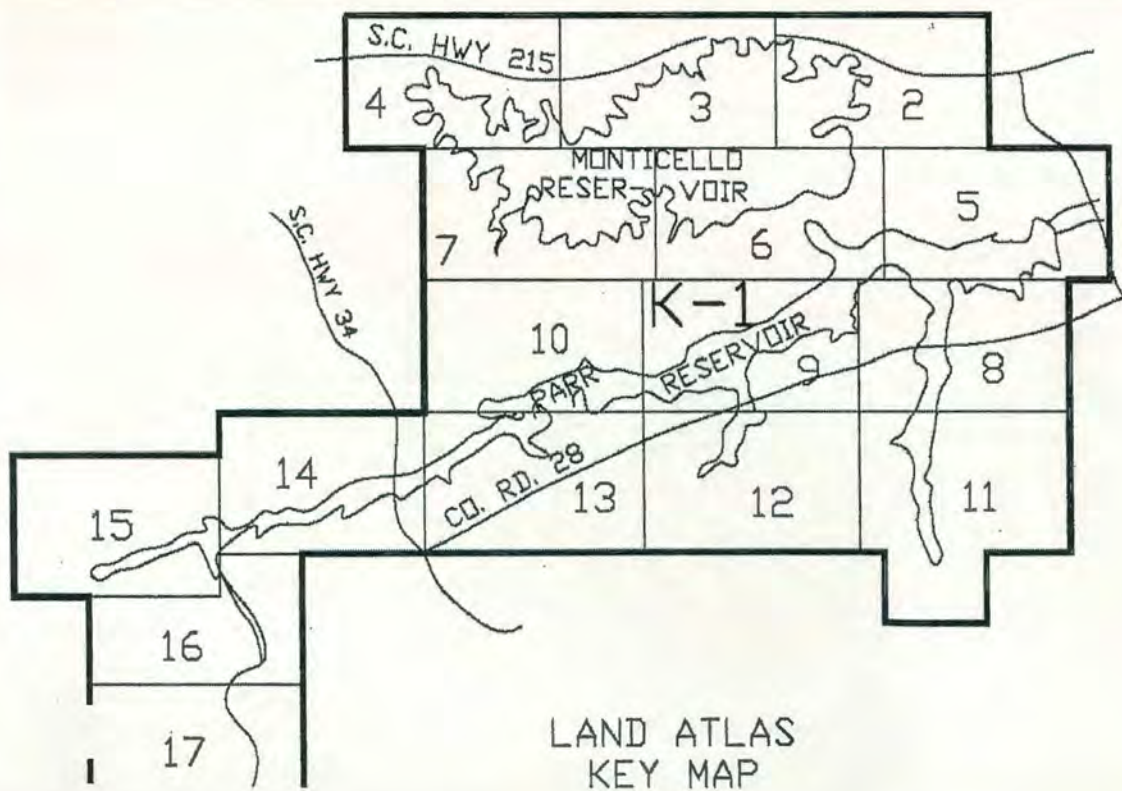 S.C. HWY 215
4
3
2
MONTICELLO
RESER-VOIR
5
7
6
S.C. HWY 34
K-1
10
PARR RESERVOIR
9
8
14
CO. RD. 28
13
12
11
15
16
17
LAND ATLAS
KEY MAP